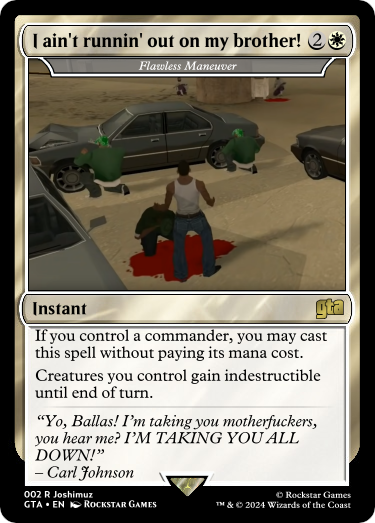 I ain't runnin' out on my brother! 2
Flawless Maneuver
Instant
gta
If you control a commander, you may cast
this spell without paying its mana cost.
Creatures you control gain indestructible
until end of turn.
“Yo, Ballas! I'm taking you motherfuckers,
you hear me? I'M TAKING YOU ALL
DOWN!”
– Carl Johnson
002 R Joshimuz
GTA • EN ROCKSTAR GAMES
© Rockstar Games
™ & © 2024 Wizards of the Coast